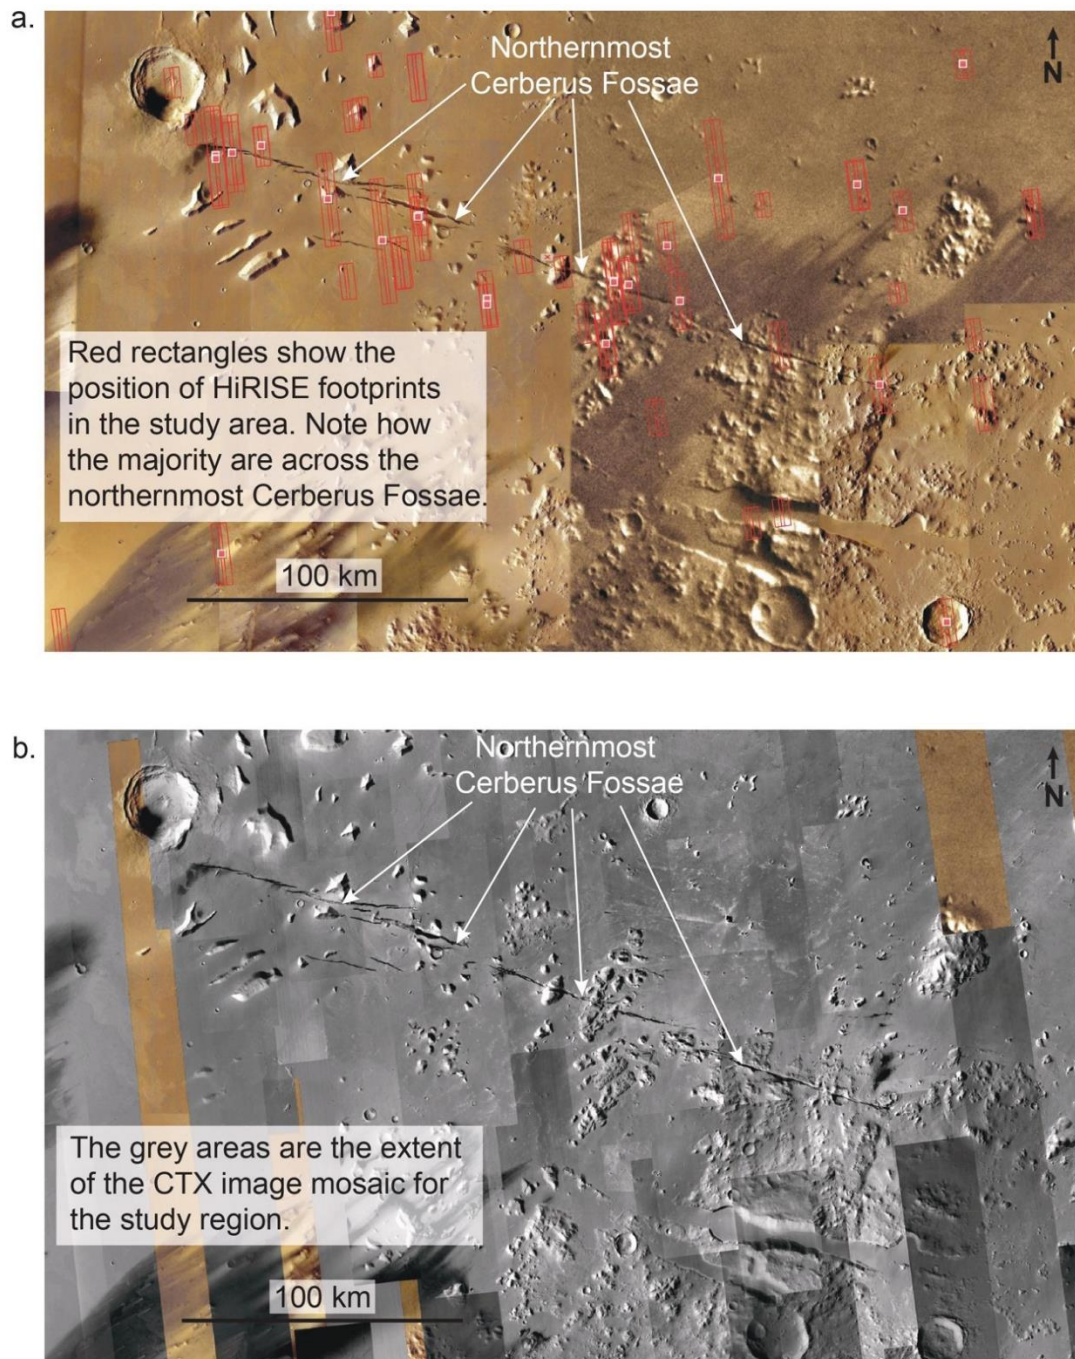 a.
Northernmost
Cerberus Fossae
N
Red rectangles show the
position of HiRISE footprints
in the study area. Note how
the majority are across the
northernmost Cerberus Fossae.
100 km
b.
Northernmost
Cerberus Fossae
N
The grey areas are the extent
of the CTX image mosaic for
the study region.
100 km